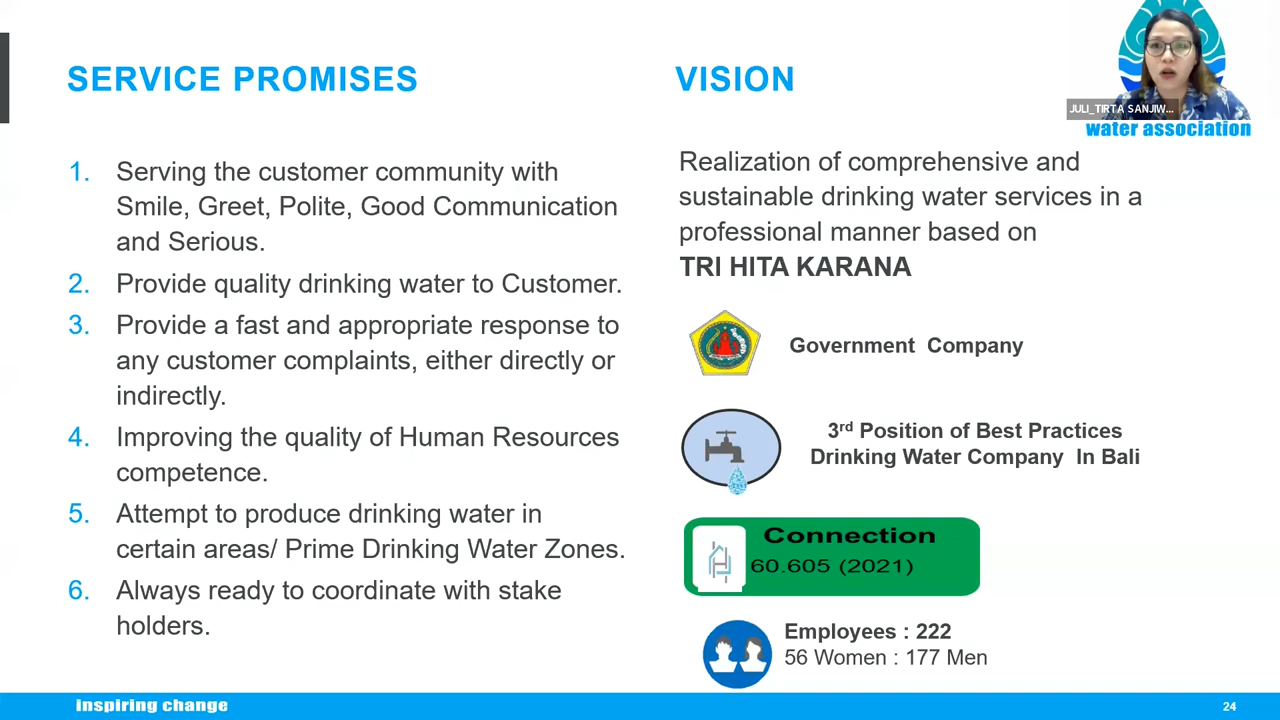 SERVICE PROMISES
1. Serving the customer community with
Smile, Greet, Polite, Good Communication
and Serious.
2. Provide quality drinking water to Customer.
3. Provide a fast and appropriate response to
any customer complaints, either directly or
indirectly.
4. Improving the quality of Human Resources
competence.
5. Attempt to produce drinking water in
certain areas/ Prime Drinking Water Zones.
6. Always ready to coordinate with stake
holders.
VISION
Realization of comprehensive and
sustainable drinking water services in a
professional manner based on
TRI HITA KARANA
Government Company
3rd Position of Best Practices
Drinking Water Company In Bali
Connection
60.605 (2021)
Employees : 222
56 Women : 177 Men
JULI_TIRTA SANJIW...
water association
inspiring change
24